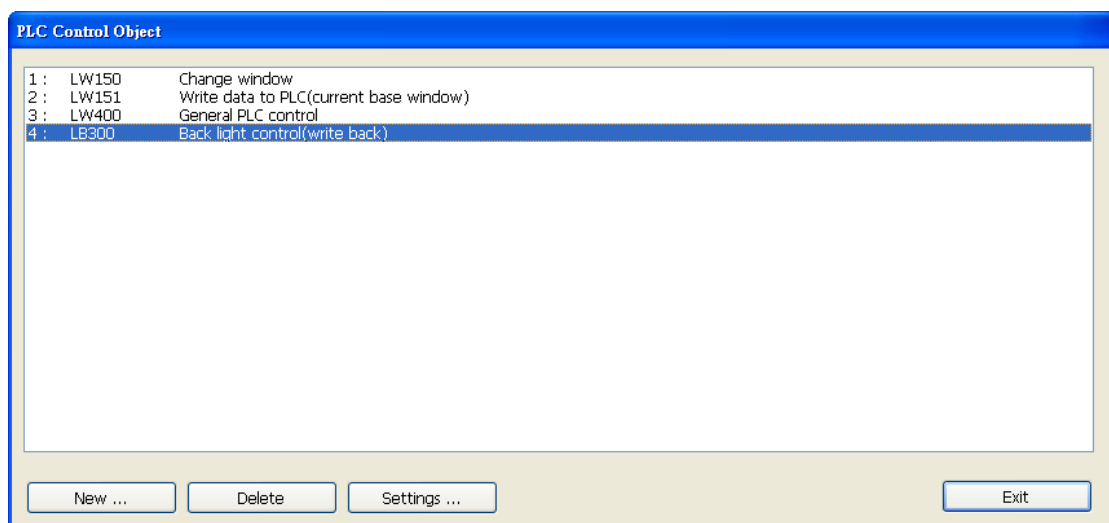 PLC Control Object
1 : LW150 Change window
2 : LW151 Write data to PLC(current base window)
3 : LW400 General PLC control
4 : LB300 Back light control(write back)
New ... Delete Settings ... Exit